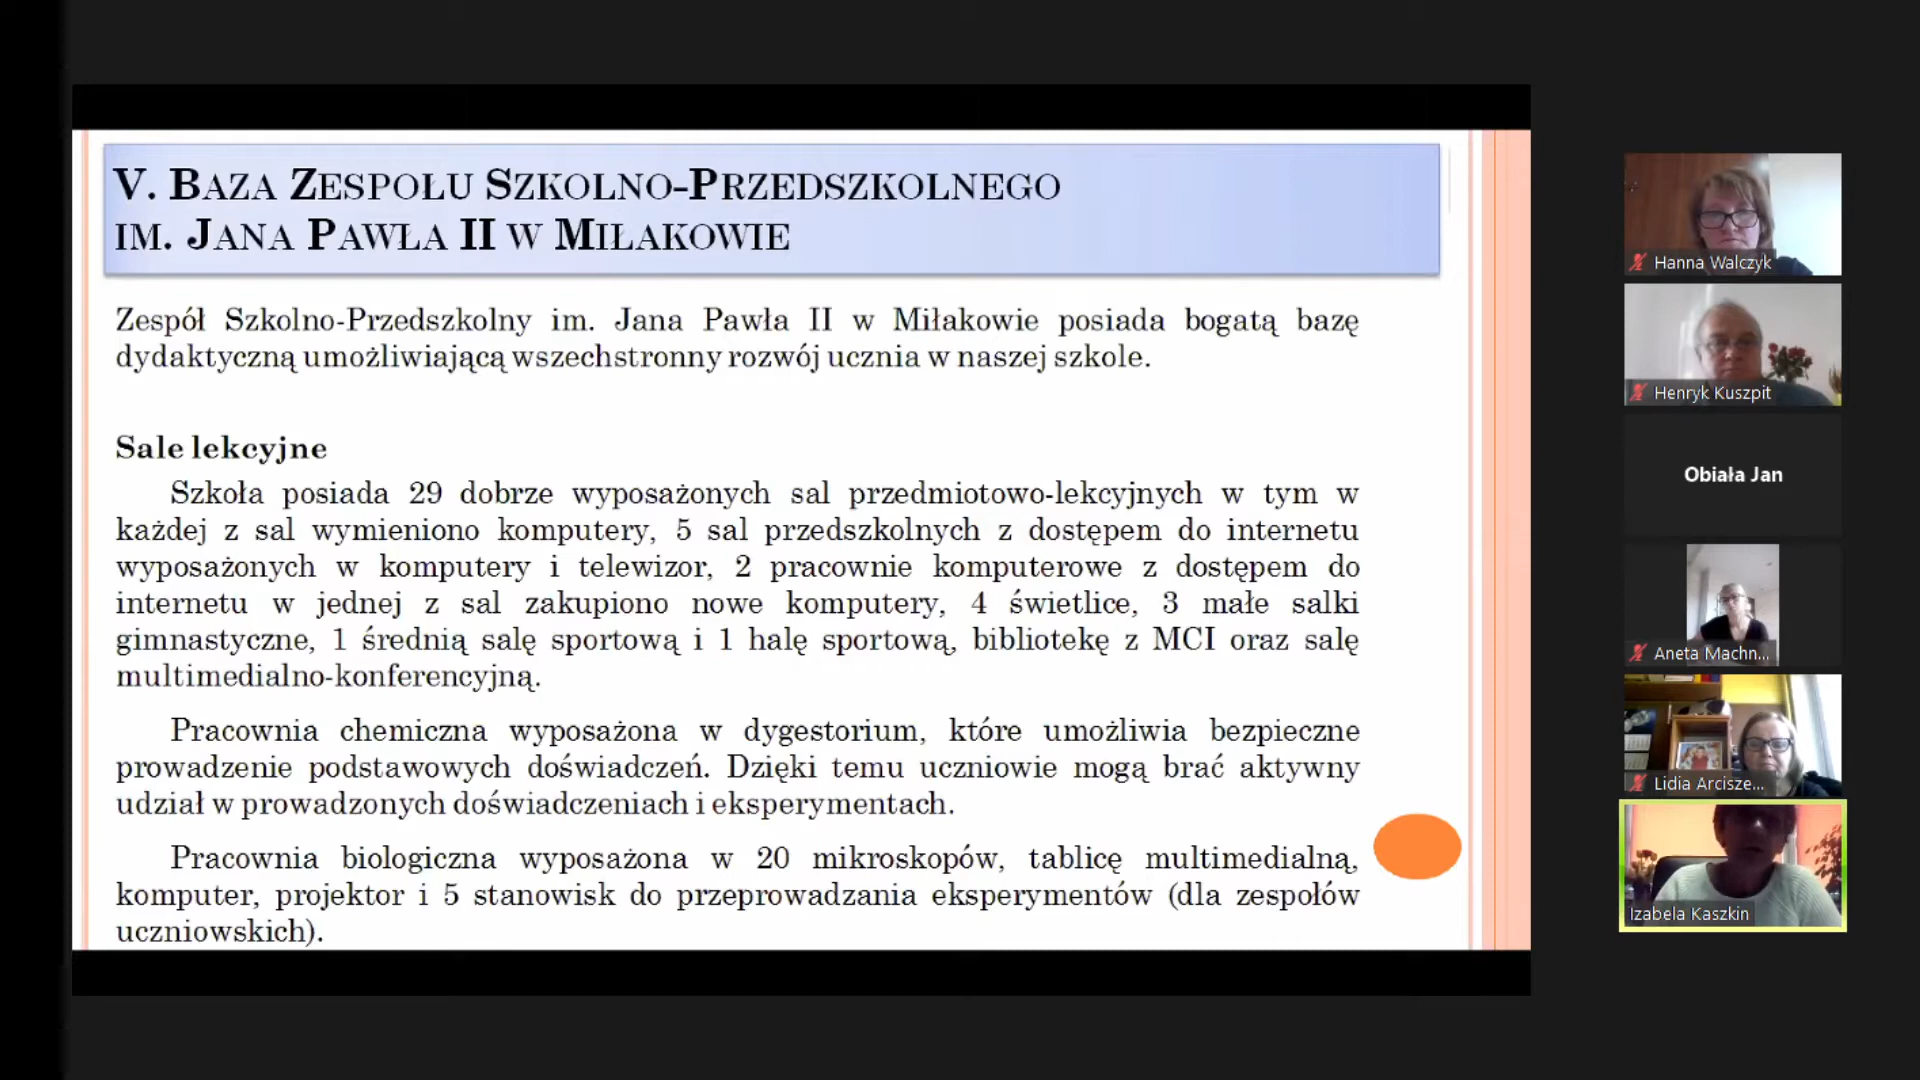 V. Baza Zespołu Szkolno-Przedszkolnego
im. Jana Pawła II w Miłakowie
Zespół Szkolno-Przedszkolny im. Jana Pawła II w Miłakowie posiada bogatą bazę
dydaktyczną umożliwiającą wszechstronny rozwój ucznia w naszej szkole.
Sale lekcyjne
Szkoła posiada 29 dobrze wyposażonych sal przedmiotowo-lekcyjnych w tym w
każdej z sal wymieniono komputery, 5 sal przedszkolnych z dostępem do internetu
wyposażonych w komputery i telewizor, 2 pracownie komputerowe z dostępem do
internetu w jednej z sal zakupiono nowe komputery, 4 świetlice, 3 małe salki
gimnastyczne, 1 średnią salę sportową i 1 halę sportową, bibliotekę z MCI oraz salę
multimedialno-konferencyjną.
Pracownia chemiczna wyposażona w dygestorium, które umożliwia bezpieczne
prowadzenie podstawowych doświadczeń. Dzięki temu uczniowie mogą brać aktywny
udział w prowadzonych doświadczeniach i eksperymentach.
Pracownia biologiczna wyposażona w 20 mikroskopów, tablicę multimedialną,
komputer, projektor i 5 stanowisk do przeprowadzania eksperymentów (dla zespołów
uczniowskich).
Hanna Walczyk
Henryk Kuszpit
Obiała Jan
Aneta Machn...
Lidia Arcisze...
Izabela Kaszkin